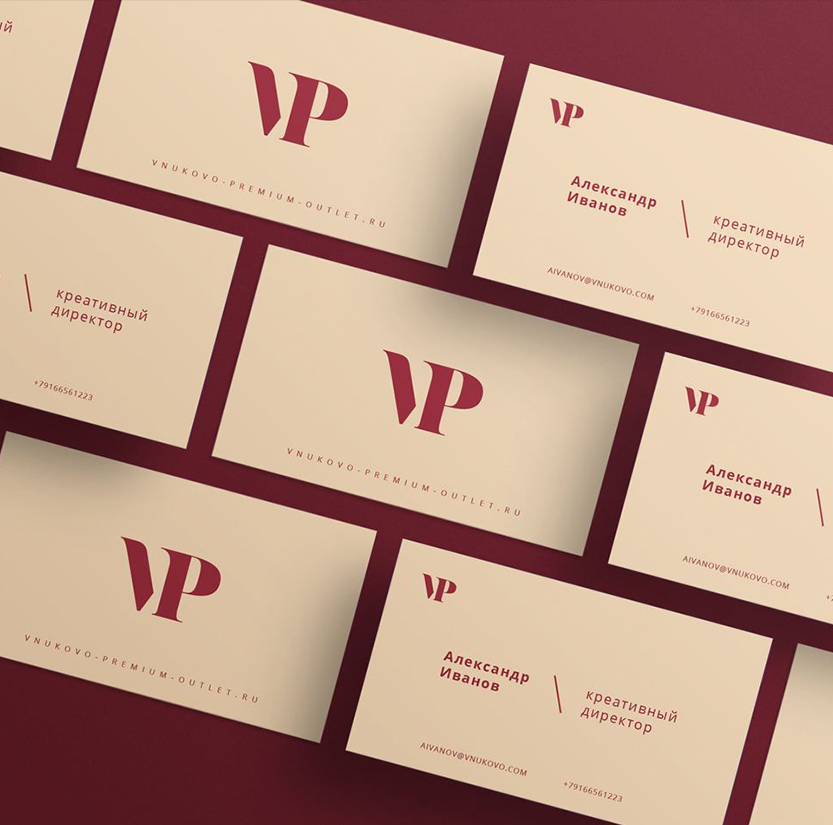 ый
VP
VNUKOVO-PREMIUM-OUTLET.RU
VP
Александр
Иванов
креативный
директор
AIVANOV@VNUKOVO.COM
+79166561223
креативный
директор
+79166561223
VP
VNUKOVO-PREMIUM-OUTLET.RU
VP
Александр
Иванов
AIVANOV@VNUKOVO.COM
+7
VP
VNUKOVO-PREMIUM-OUTLET.RU
VP
Александр
Иванов
креативный
директор
AIVANOV@VNUKOVO.COM
+79166561223